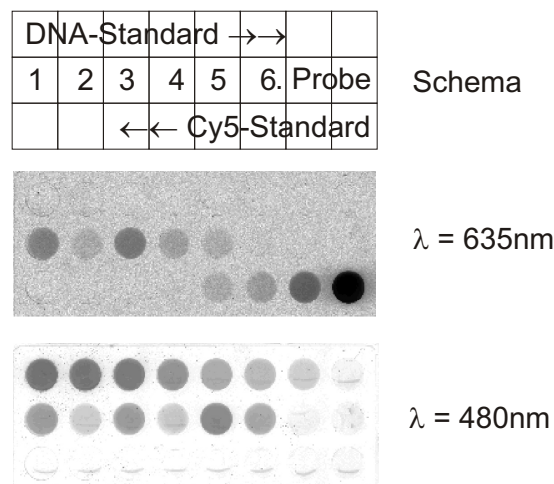 DNA-Standard →→
1 2 3 4 5 6. Probe
Schema
←← Cy5-Standard
λ = 635nm
λ = 480nm